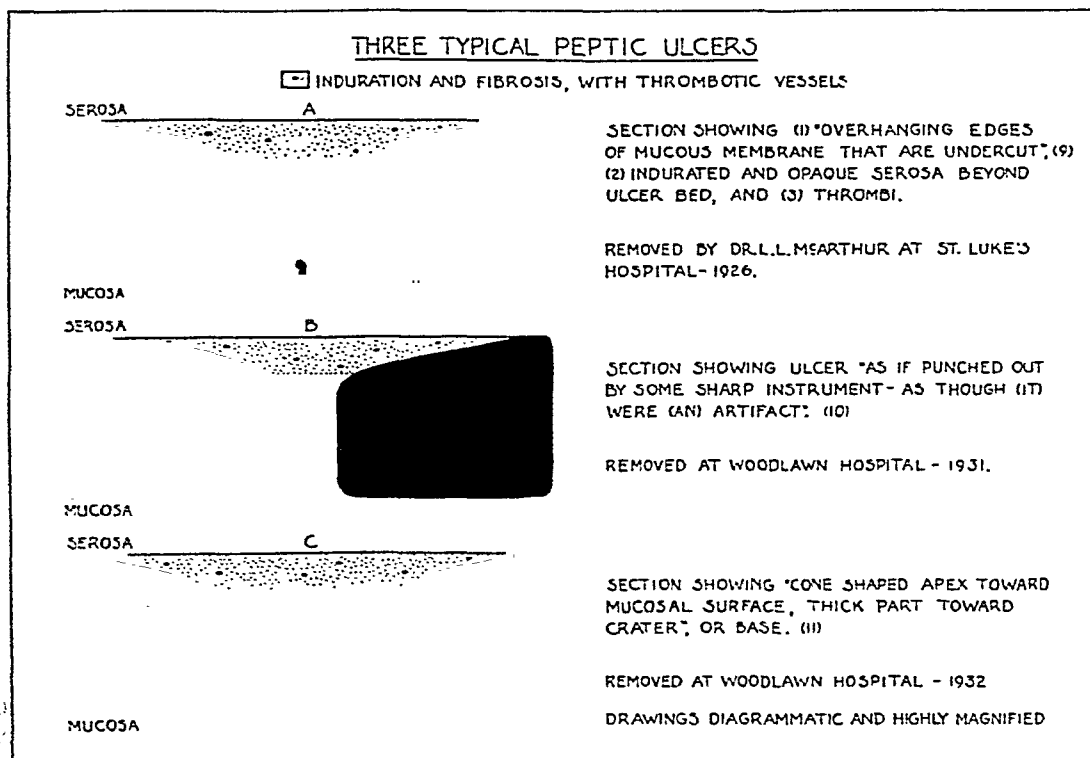 THREE TYPICAL PEPTIC ULCERS
INDURATION AND FIBROSIS, WITH THROMBOTIC VESSELS
SEROSA
A
SECTION SHOWING (1) "OVERHANGING EDGES
OF MUCOUS MEMBRANE THAT ARE UNDERCUT", (9)
(2) INDURATED AND OPAQUE SEROSA BEYOND
ULCER BED, AND (3) THROMBI.
REMOVED BY DR. L. L. MCARTHUR AT ST. LUKE'S
HOSPITAL - 1926.
MUCOSA
SEROSA
B
SECTION SHOWING ULCER "AS IF PUNCHED OUT
BY SOME SHARP INSTRUMENT - AS THOUGH (IT)
WERE (AN) ARTIFACT". (10)
REMOVED AT WOODLAWN HOSPITAL - 1931.
MUCOSA
SEROSA
C
SECTION SHOWING "CONE SHAPED APEX TOWARD
MUCOSAL SURFACE, THICK PART TOWARD
CRATER", OR BASE. (11)
REMOVED AT WOODLAWN HOSPITAL - 1932
MUCOSA
DRAWINGS DIAGRAMMATIC AND HIGHLY MAGNIFIED